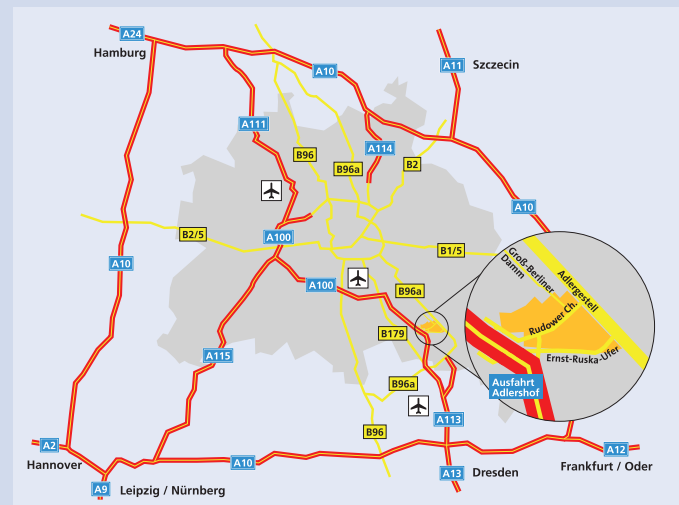 A24
Hamburg
A11
Szczecin
A10
A111
A114
B96
B96a
B2
A10
B2/5
A100
B1/5
A10
A100
B96a
Groß-Berliner
Damm
Adlergestell
Rudower Ch.
Ernst-Ruska-Ufer
B179
A115
B96a
Ausfahrt
Adlershof
A113
B96
A2
Hannover
A10
A12
Frankfurt / Oder
A13
Dresden
A9
Leipzig / Nürnberg